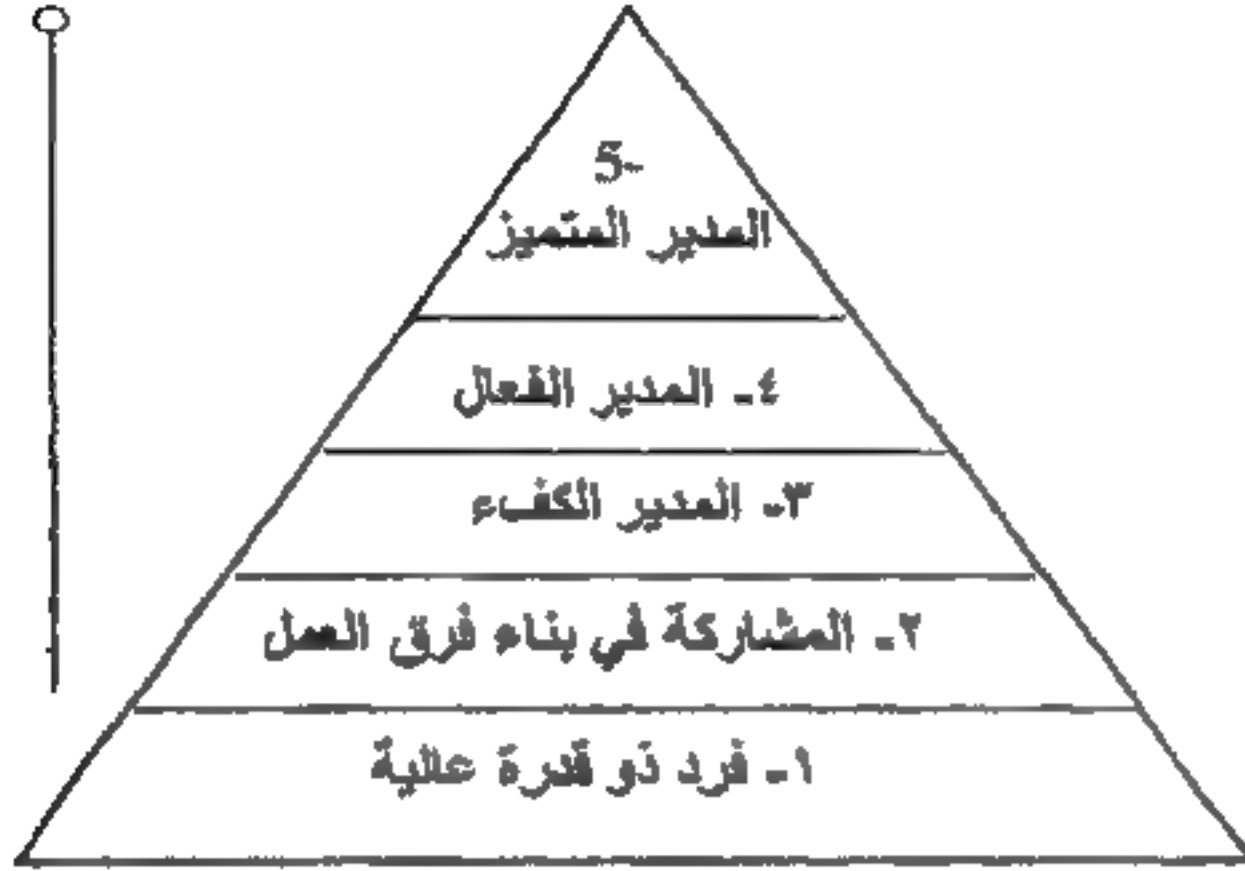 5-
المدير المتميز
٤- المدير الفعال
٣- المدير الكفء
٢- المشاركة في بناء فرق العمل
١- فرد ذو قدرة عالية